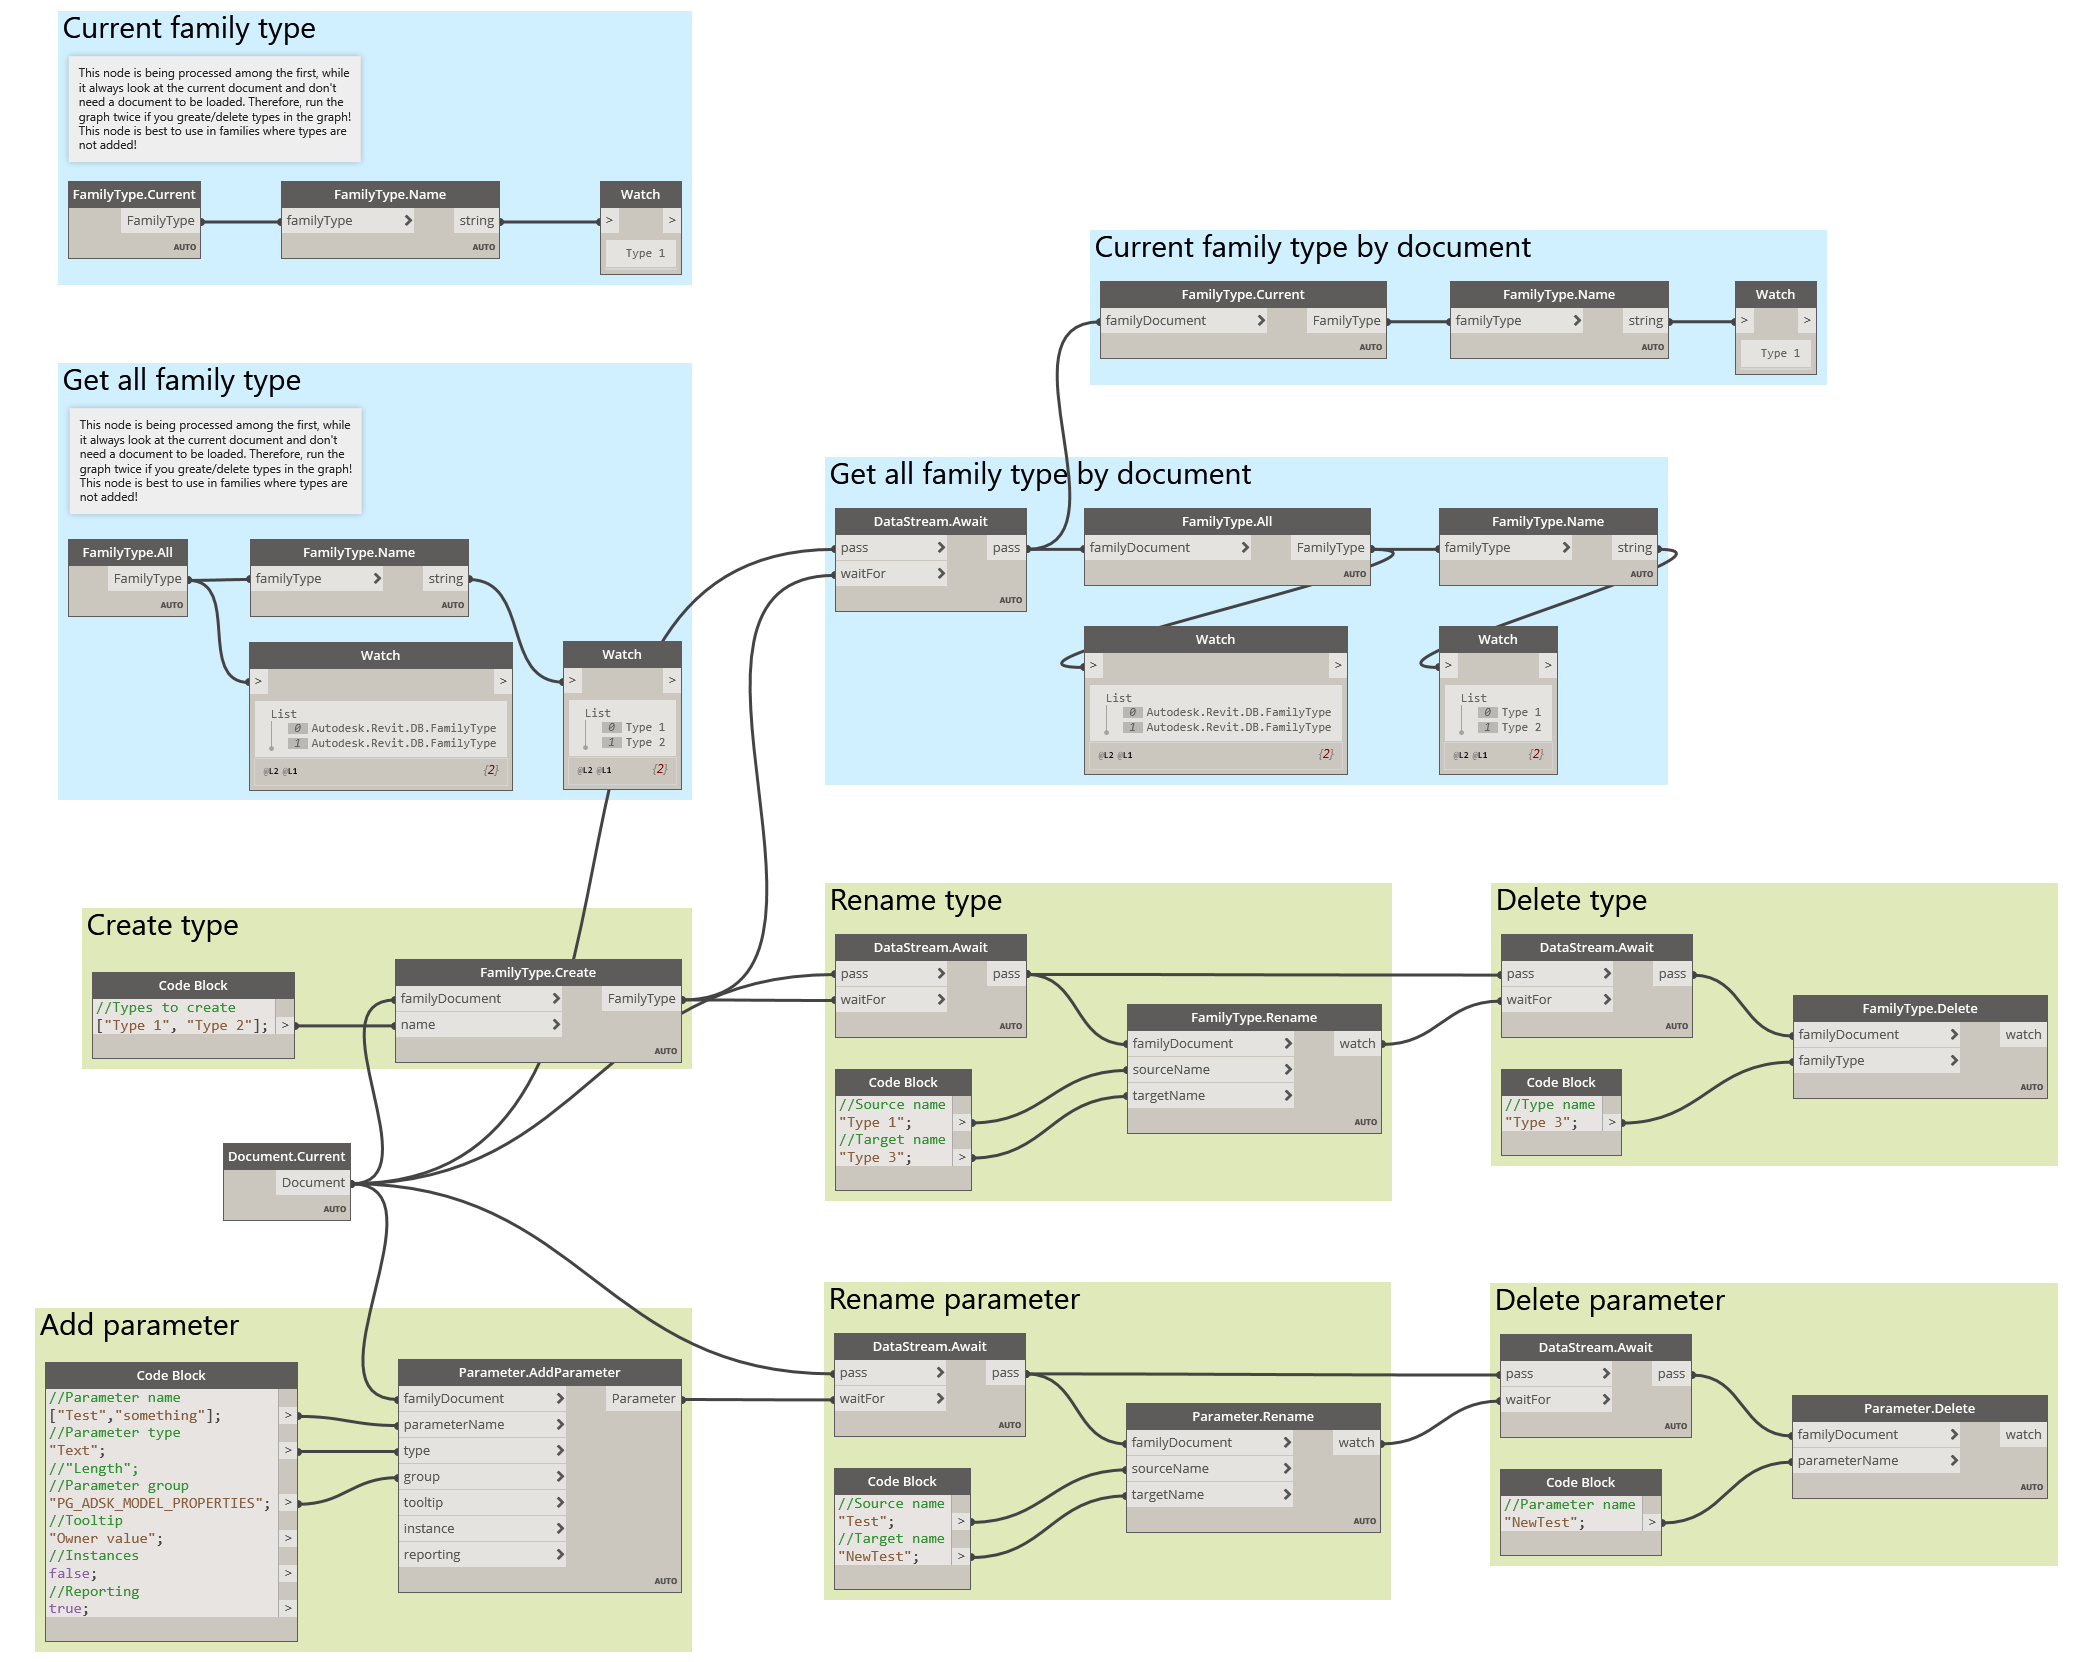 Current family type
This node is being processed among the first, while
it always look at the current document and don't
need a document to be loaded. Therefore, run the
graph twice if you greate/delete types in the graph!
This node is best to use in families where types are
not added!
FamilyType.Current
FamilyType
AUTO
FamilyType.Name
familyType > string
AUTO
Watch
> >
Type 1
Current family type by document
FamilyType.Current
familyDocument > FamilyType
AUTO
FamilyType.Name
familyType > string
AUTO
Watch
> >
Type 1
Get all family type
This node is being processed among the first, while
it always look at the current document and don't
need a document to be loaded. Therefore, run the
graph twice if you greate/delete types in the graph!
This node is best to use in families where types are
not added!
FamilyType.All
FamilyType
AUTO
FamilyType.Name
familyType > string
AUTO
Watch
> >
List
0 Autodesk.Revit.DB.FamilyType
1 Autodesk.Revit.DB.FamilyType
@L2 @L1 {2}
Watch
> >
List
0 Type 1
1 Type 2
@L2 @L1 {2}
Get all family type by document
DataStream.Await
pass > pass
waitFor >
AUTO
FamilyType.All
familyDocument > FamilyType
AUTO
FamilyType.Name
familyType > string
AUTO
Watch
> >
List
0 Autodesk.Revit.DB.FamilyType
1 Autodesk.Revit.DB.FamilyType
@L2 @L1 {2}
Watch
> >
List
0 Type 1
1 Type 2
@L2 @L1 {2}
Create type
Code Block
//Types to create
["Type 1", "Type 2"]; >
FamilyType.Create
familyDocument > FamilyType
name >
AUTO
Rename type
DataStream.Await
pass > pass
waitFor >
AUTO
Code Block
//Source name
"Type 1"; >
//Target name
"Type 3"; >
FamilyType.Rename
familyDocument > watch
sourceName >
targetName >
AUTO
Delete type
DataStream.Await
pass > pass
waitFor >
AUTO
Code Block
//Type name
"Type 3"; >
FamilyType.Delete
familyDocument > watch
familyType >
AUTO
Document.Current
Document
AUTO
Add parameter
Code Block
//Parameter name
["Test","something"]; >
//Parameter type
"Text"; >
//"Length";
//Parameter group
"PG_ADSK_MODEL_PROPERTIES"; >
//Tooltip
"Owner value"; >
//Instances
false; >
//Reporting
true; >
Parameter.AddParameter
familyDocument > Parameter
parameterName >
type >
group >
tooltip >
instance >
reporting >
AUTO
Rename parameter
DataStream.Await
pass > pass
waitFor >
AUTO
Code Block
//Source name
"Test"; >
//Target name
"NewTest"; >
Parameter.Rename
familyDocument > watch
sourceName >
targetName >
AUTO
Delete parameter
DataStream.Await
pass > pass
waitFor >
AUTO
Code Block
//Parameter name
"NewTest"; >
Parameter.Delete
familyDocument > watch
parameterName >
AUTO